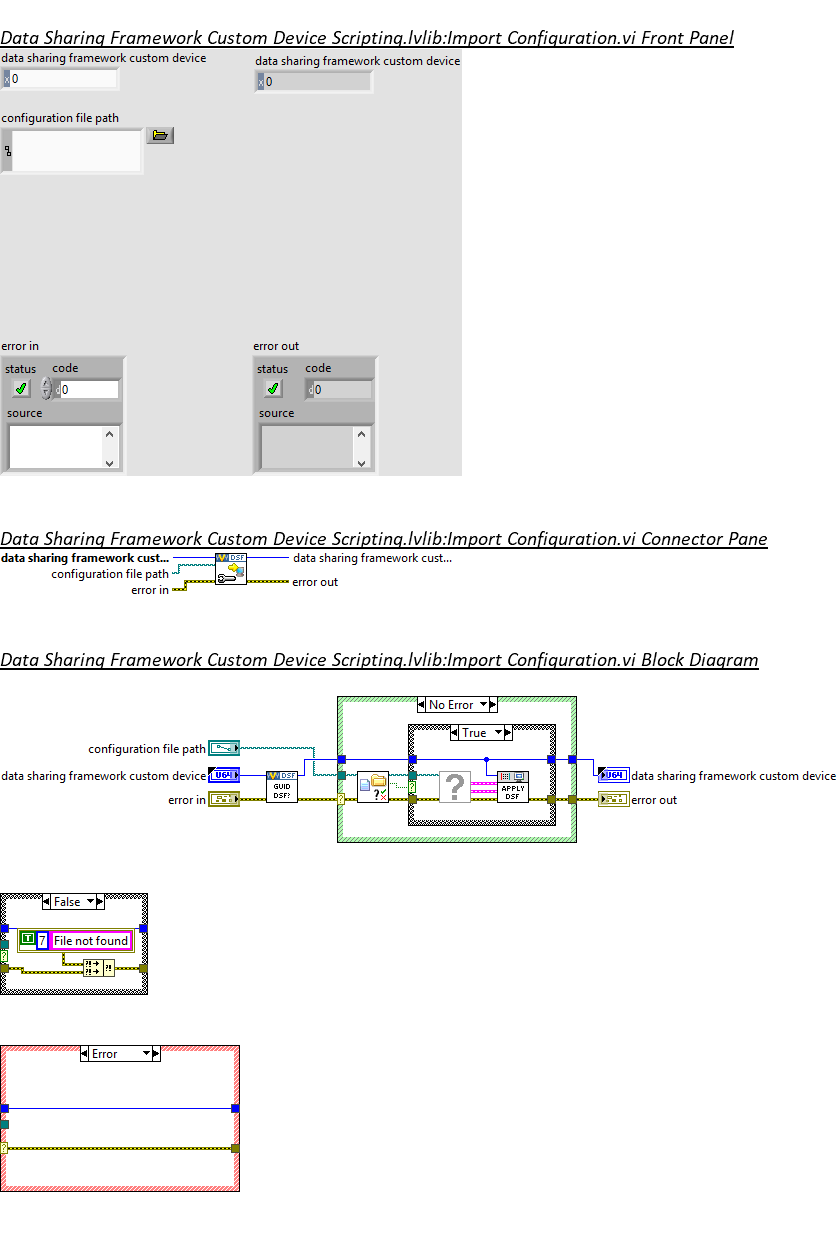 Data Sharing Framework Custom Device Scripting.lvlib:Import Configuration.vi Front Panel
data sharing framework custom device
data sharing framework custom device
x 0
x 0
configuration file path
error in
error out
status code
status code
d 0
d 0
source
source
Data Sharing Framework Custom Device Scripting.lvlib:Import Configuration.vi Connector Pane
data sharing framework cust...
DSF
data sharing framework cust...
configuration file path
error in
error out
Data Sharing Framework Custom Device Scripting.lvlib:Import Configuration.vi Block Diagram
No Error
True
configuration file path
data sharing framework custom device
U64
DSF
GUID
DSF?
?
?
?
?
APPLY
DSF
U64
data sharing framework custom device
error in
error out
False
T 7 File not found
?
?! ?!
?!
Error
?